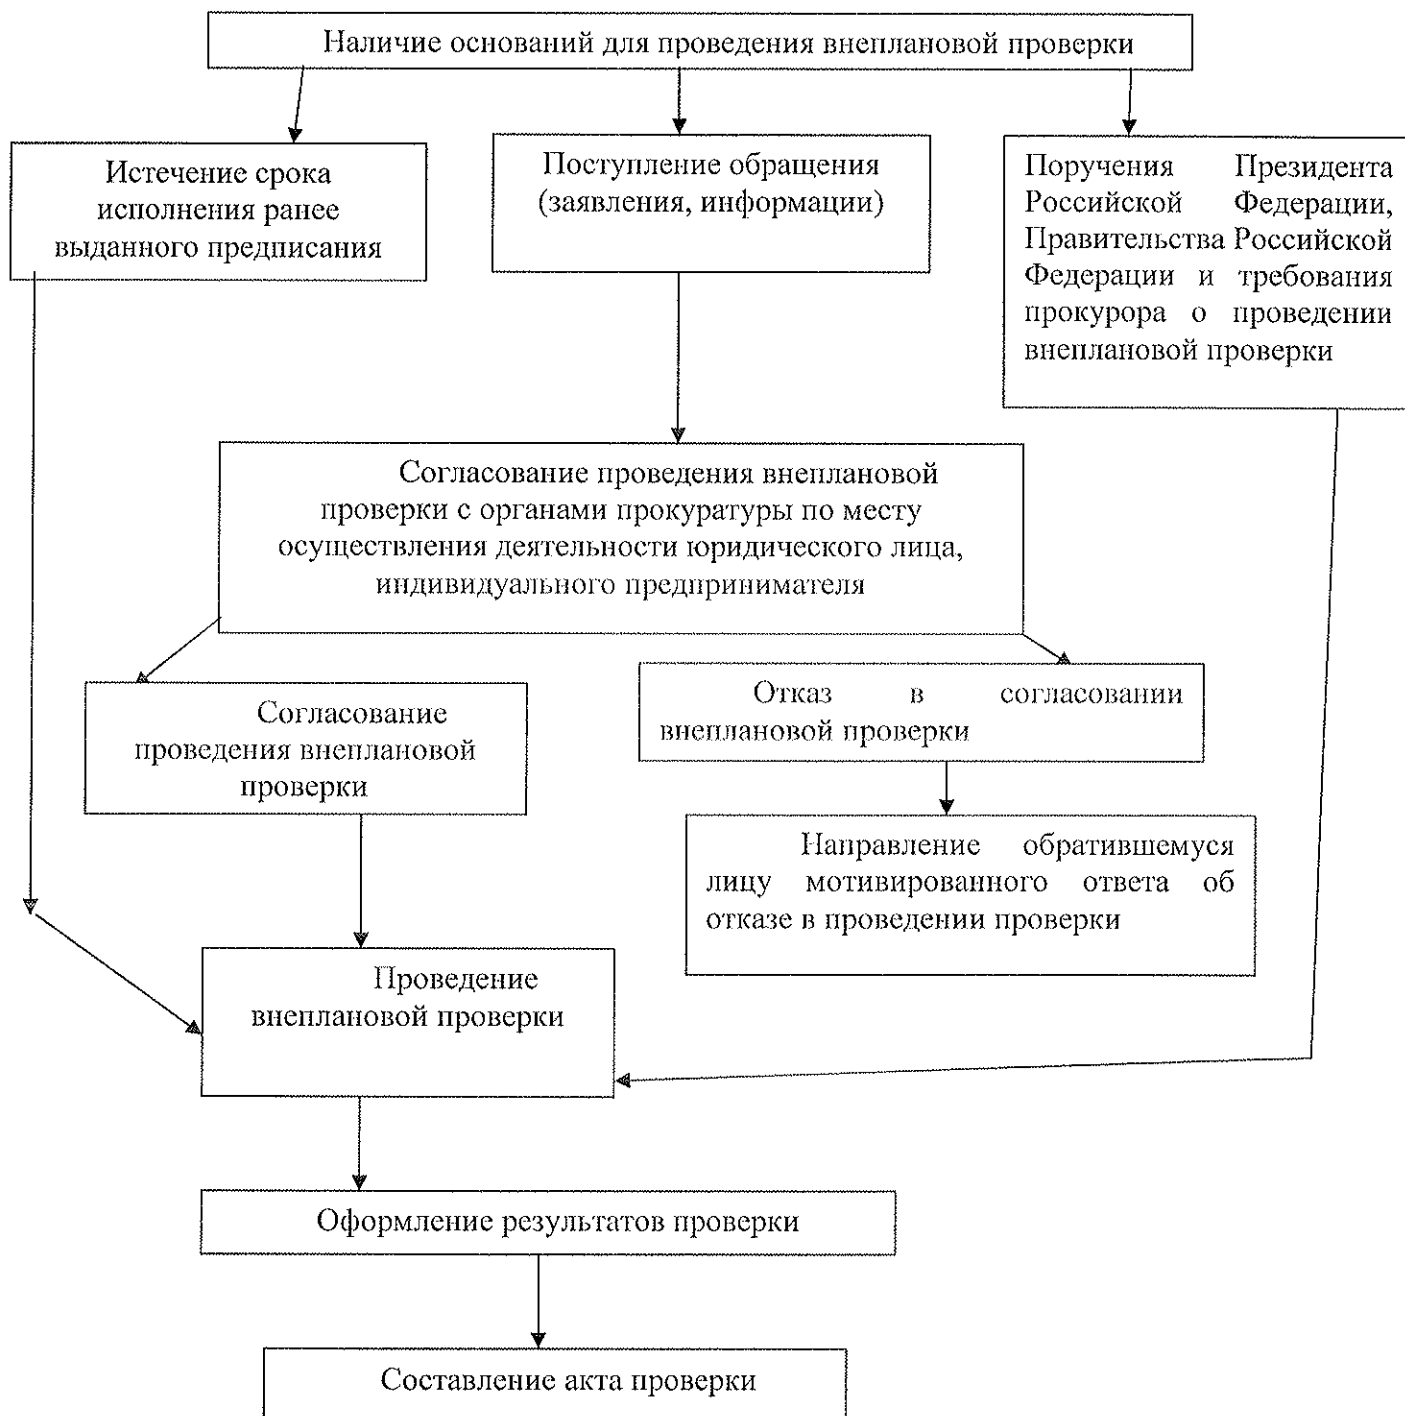 Наличие оснований для проведения внеплановой проверки
Истечение срока
исполнения ранее
выданного предписания
Поступление обращения
(заявления, информации)
Поручения Президента
Российской Федерации,
Правительства Российской
Федерации и требования
прокурора о проведении
внеплановой проверки
Согласование проведения внеплановой
проверки с органами прокуратуры по месту
осуществления деятельности юридического лица,
индивидуального предпринимателя
Согласование
проведения внеплановой
проверки
Отказ в согласовании
внеплановой проверки
Направление обратившемуся
лицу мотивированного ответа об
отказе в проведении проверки
Проведение
внеплановой проверки
Оформление результатов проверки
Составление акта проверки